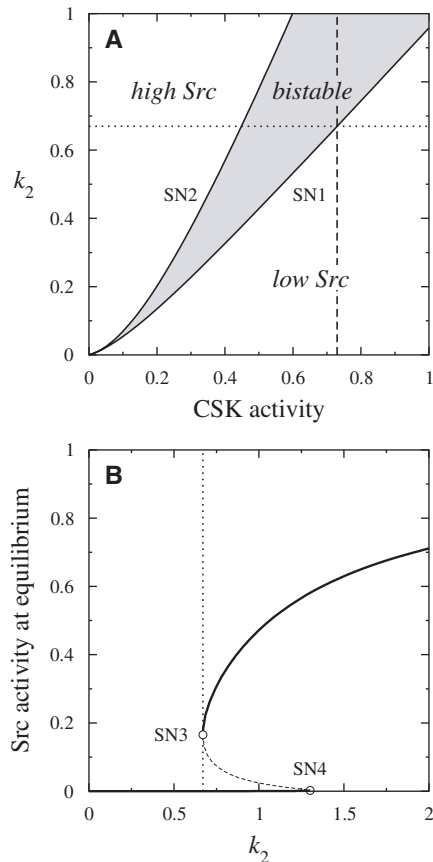 A
1
high Src
bistable
0.8
k2
0.6
SN2
SN1
0.4
low Src
0.2
0
0 0.2 0.4 0.6 0.8 1
CSK activity
B
1
0.8
Src activity at equilibrium
0.6
0.4
SN3
0.2
SN4
0
0 0.5 1 1.5 2
k2